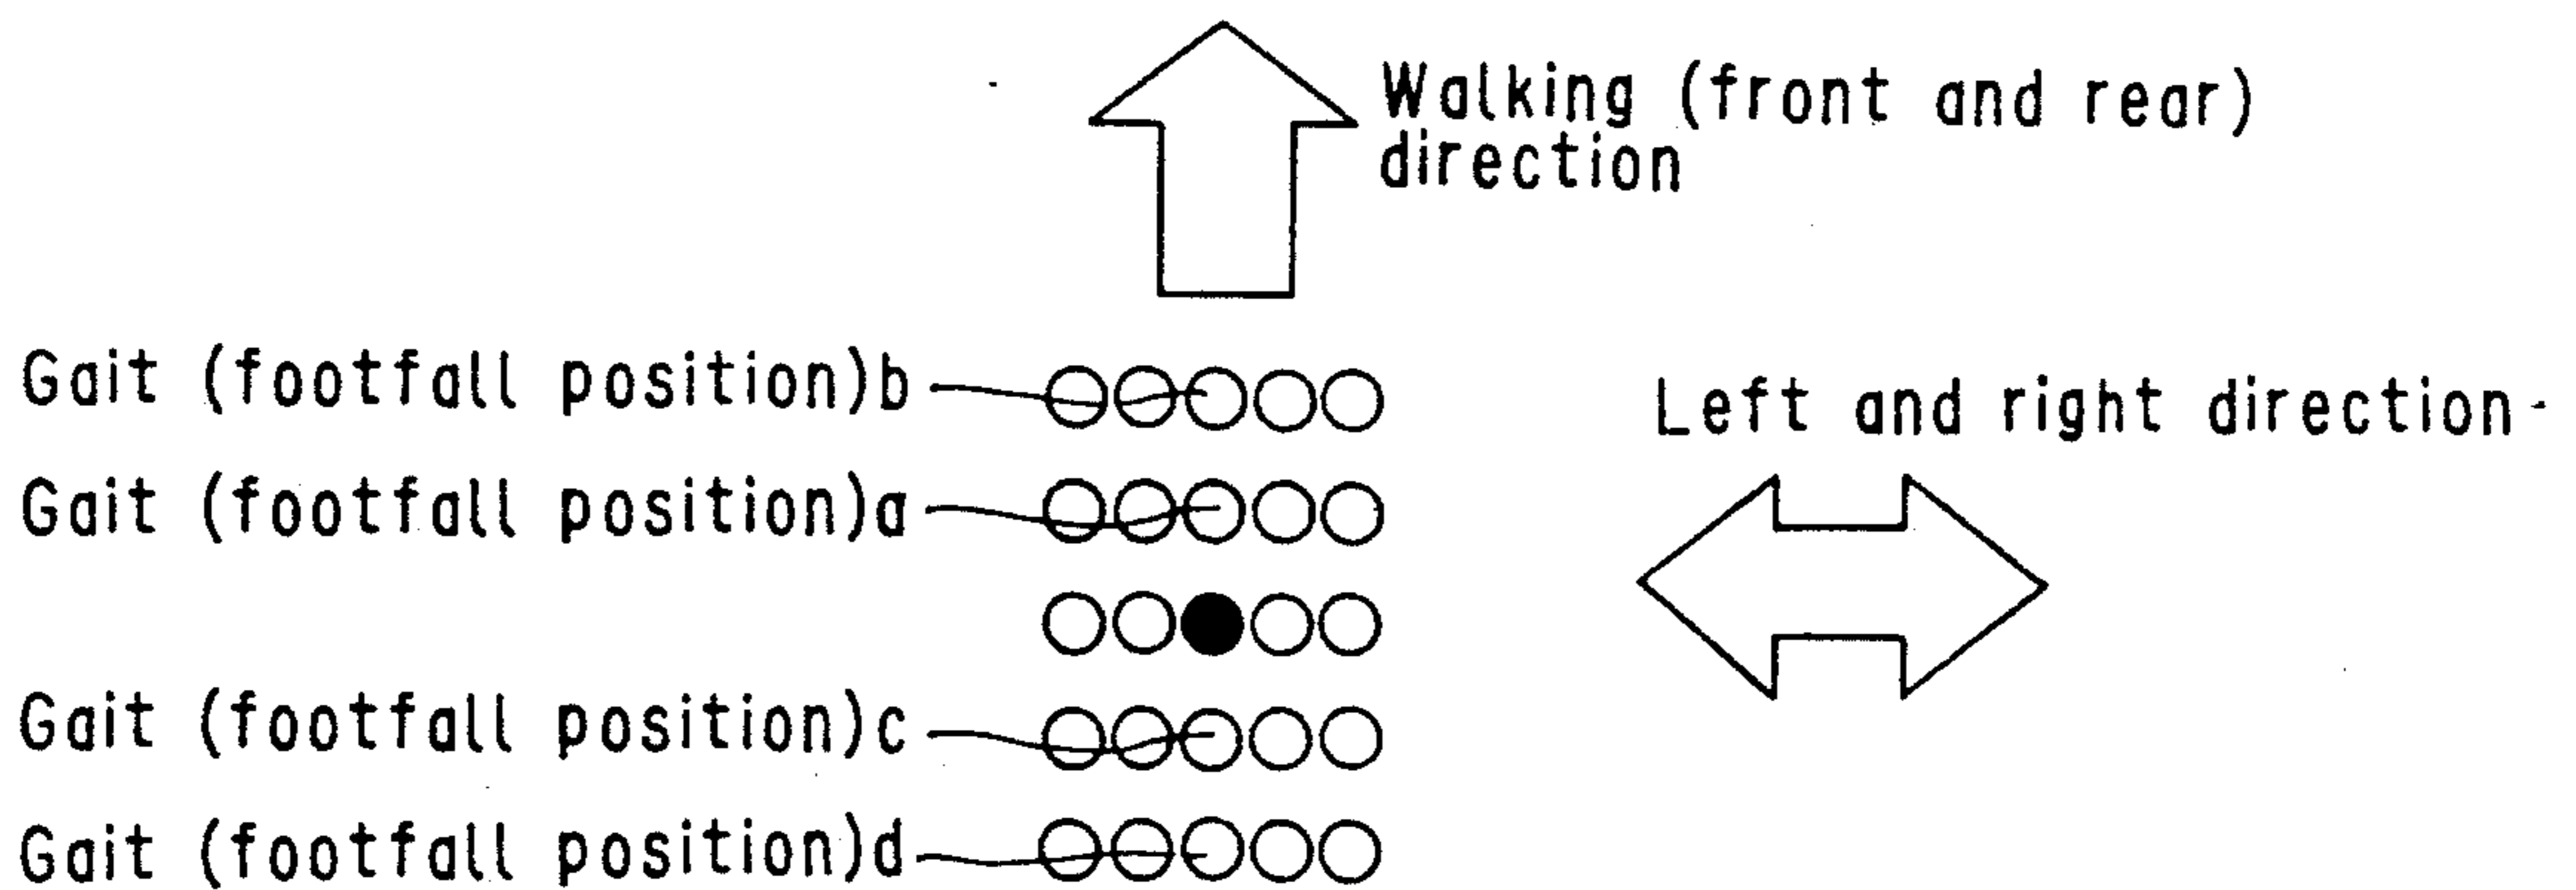 Walking (front and rear)
direction
Gait (footfall position)b
Left and right direction
Gait (footfall position)a
Gait (footfall position)c
Gait (footfall position)d